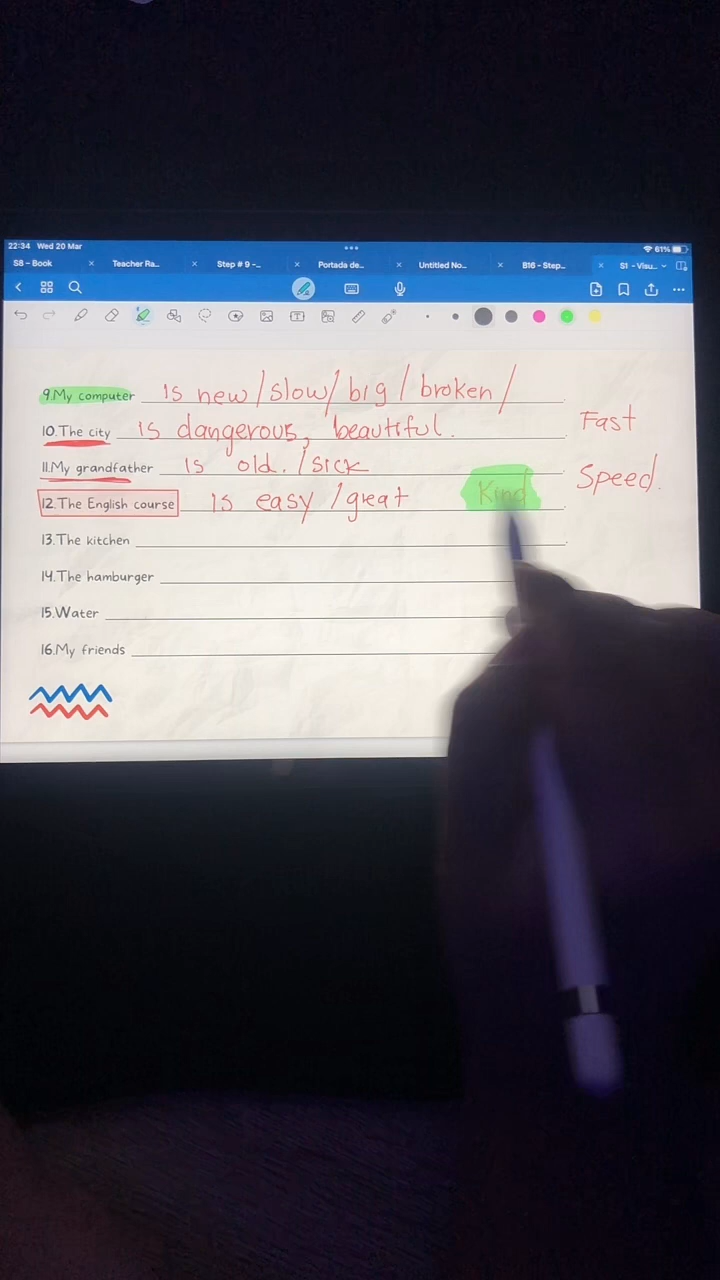 22:34 Wed 20 Mar
61%
S8 – Book
Teacher Ra...
Step # 9 –...
Portada de...
Untitled No...
B16 – Step...
S1 – Visu...
9.My computer is new/slow/big/broken/
Fast
10.The city is dangerous, beautiful.
11.My grandfather is old./sick
Speed.
12.The English course is easy/great
Kind
13.The kitchen
14.The hamburger
15.Water
16.My friends